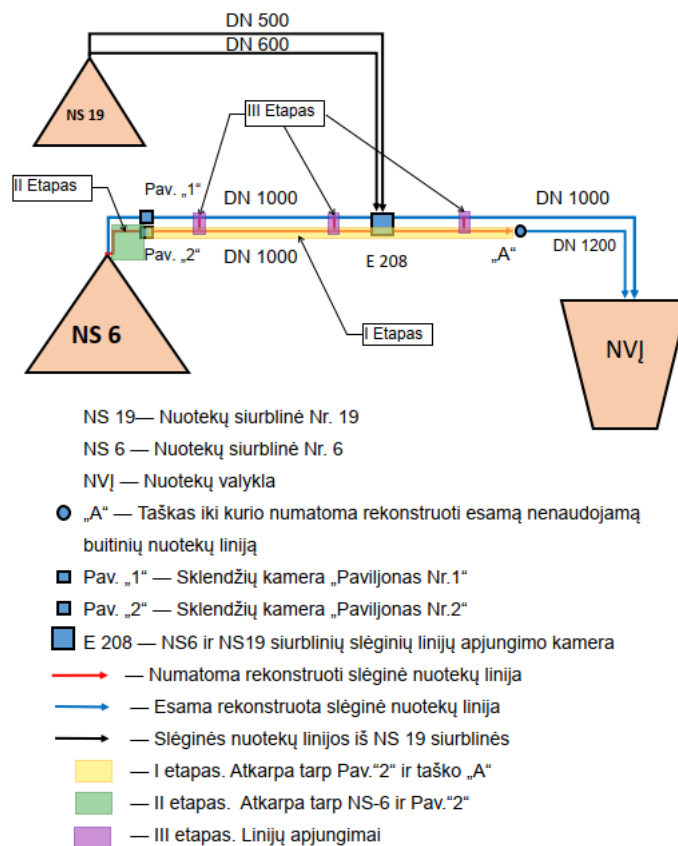 DN 500
DN 600
NS 19
III Etapas
II Etapas
Pav. „1“
DN 1000
DN 1000
Pav. „2“
DN 1000
E 208
„A“
DN 1200
I Etapas
NS 6
NVĮ
NS 19— Nuotekų siurblinė Nr. 19
NS 6 — Nuotekų siurblinė Nr. 6
NVĮ — Nuotekų valykla
„A“ — Taškas iki kurio numatoma rekonstruoti esamą nenaudojamą
buitinių nuotekų liniją
Pav. „1“ — Sklendžių kamera „Paviljonas Nr.1“
Pav. „2“ — Sklendžių kamera „Paviljonas Nr.2“
E 208 — NS6 ir NS19 siurblinių slėginių linijų apjungimo kamera
— Numatoma rekonstruoti slėginė nuotekų linija
— Esama rekonstruota slėginė nuotekų linija
— Slėginės nuotekų linijos iš NS 19 siurblinės
— I etapas. Atkarpa tarp Pav.“2“ ir taško „A“
— II etapas. Atkarpa tarp NS-6 ir Pav.“2“
— III etapas. Linijų apjungimai